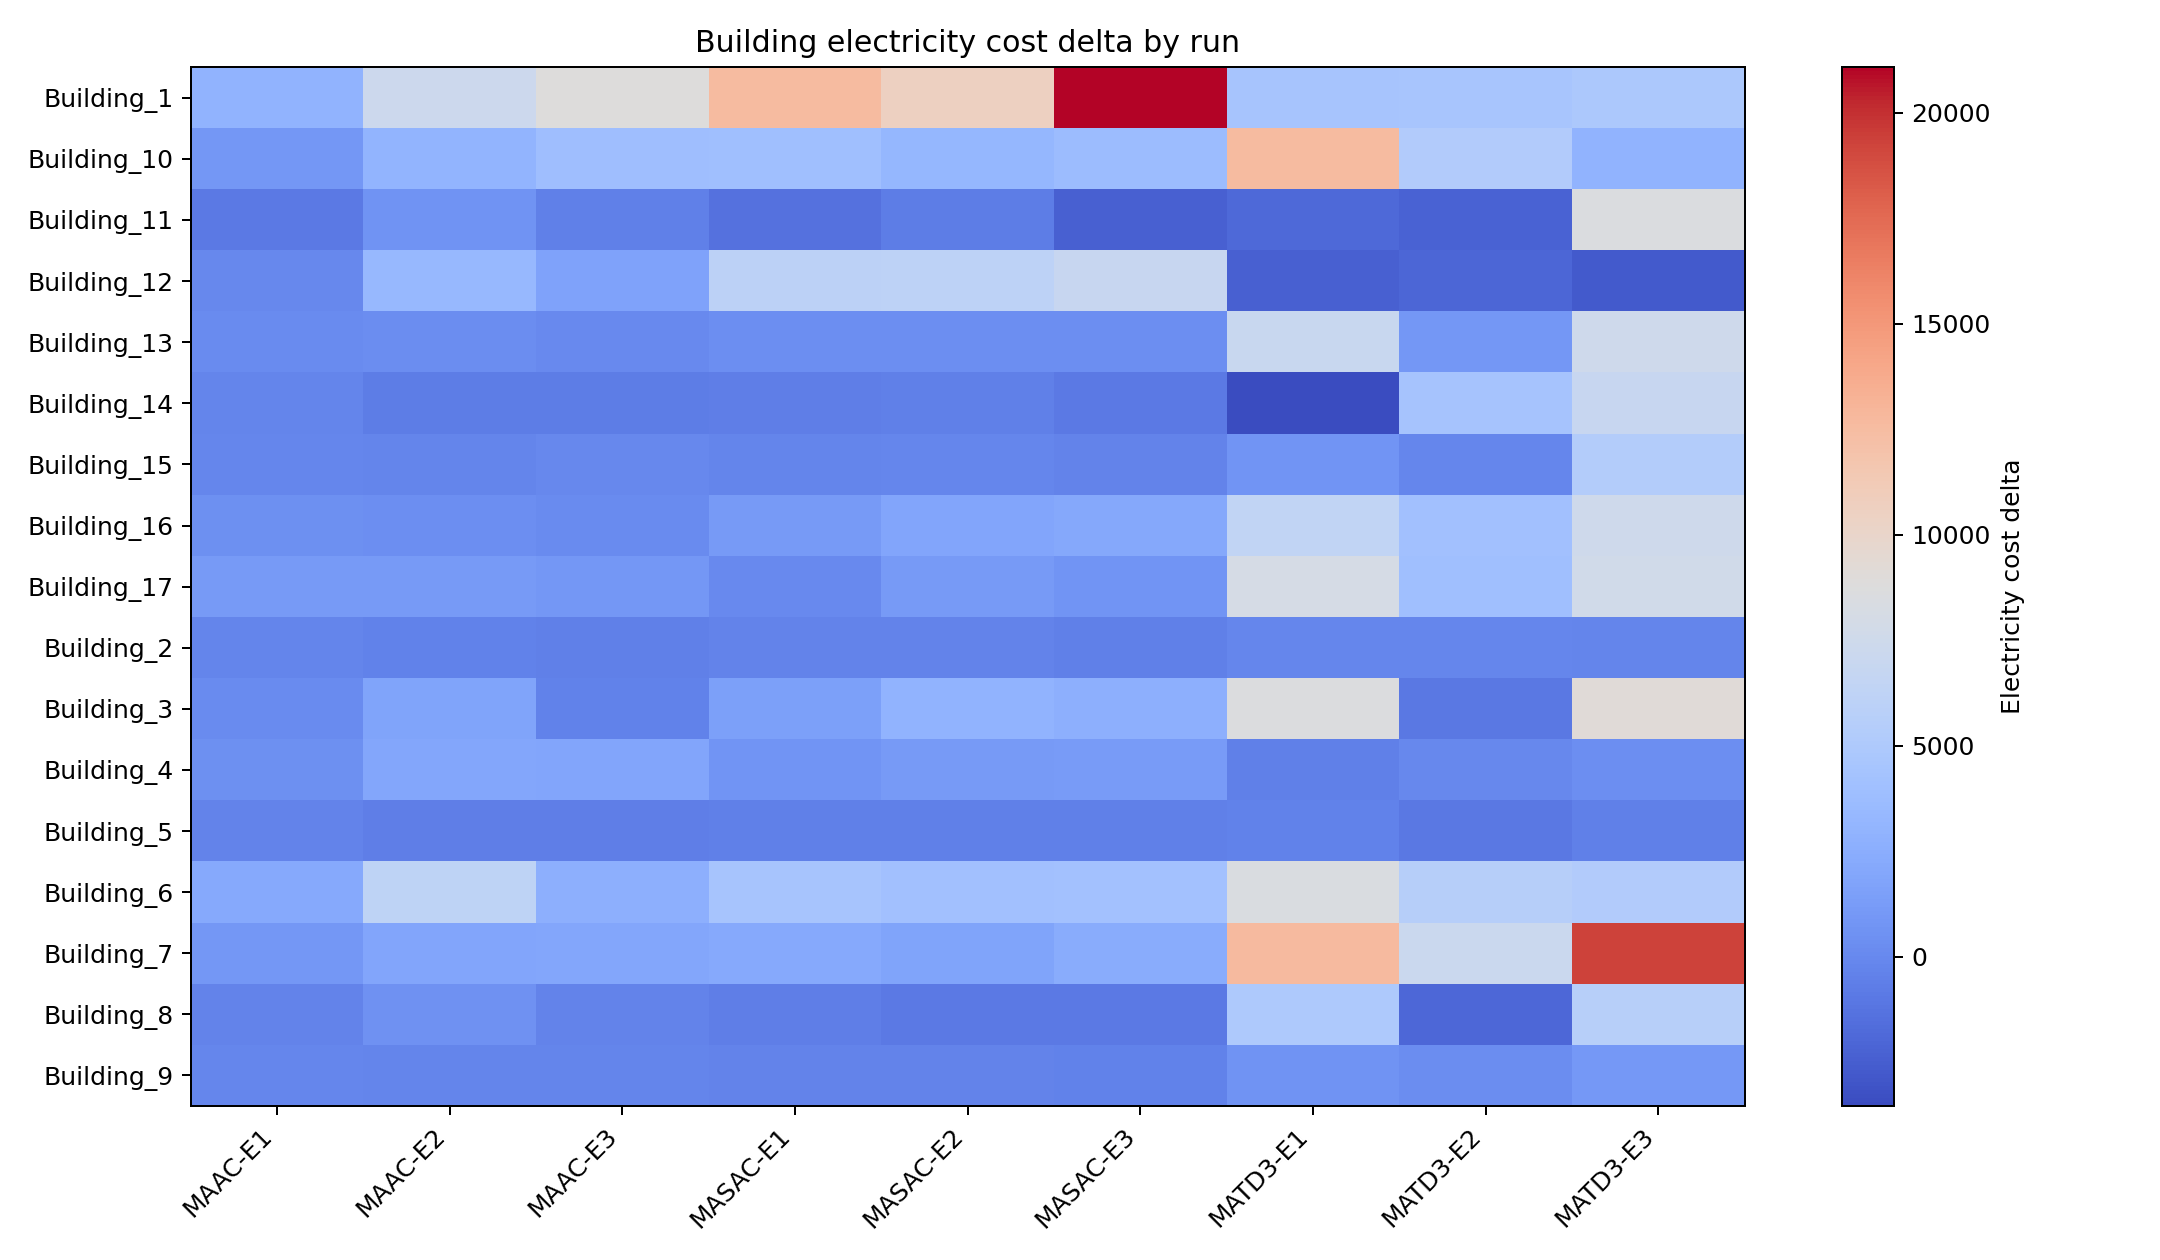 Building electricity cost delta by run
Building_1
Building_10
Building_11
Building_12
Building_13
Building_14
Building_15
Building_16
Building_17
Building_2
Building_3
Building_4
Building_5
Building_6
Building_7
Building_8
Building_9
MAAC-E1
MAAC-E2
MAAC-E3
MASAC-E1
MASAC-E2
MASAC-E3
MATD3-E1
MATD3-E2
MATD3-E3
20000
15000
10000
5000
0
Electricity cost delta